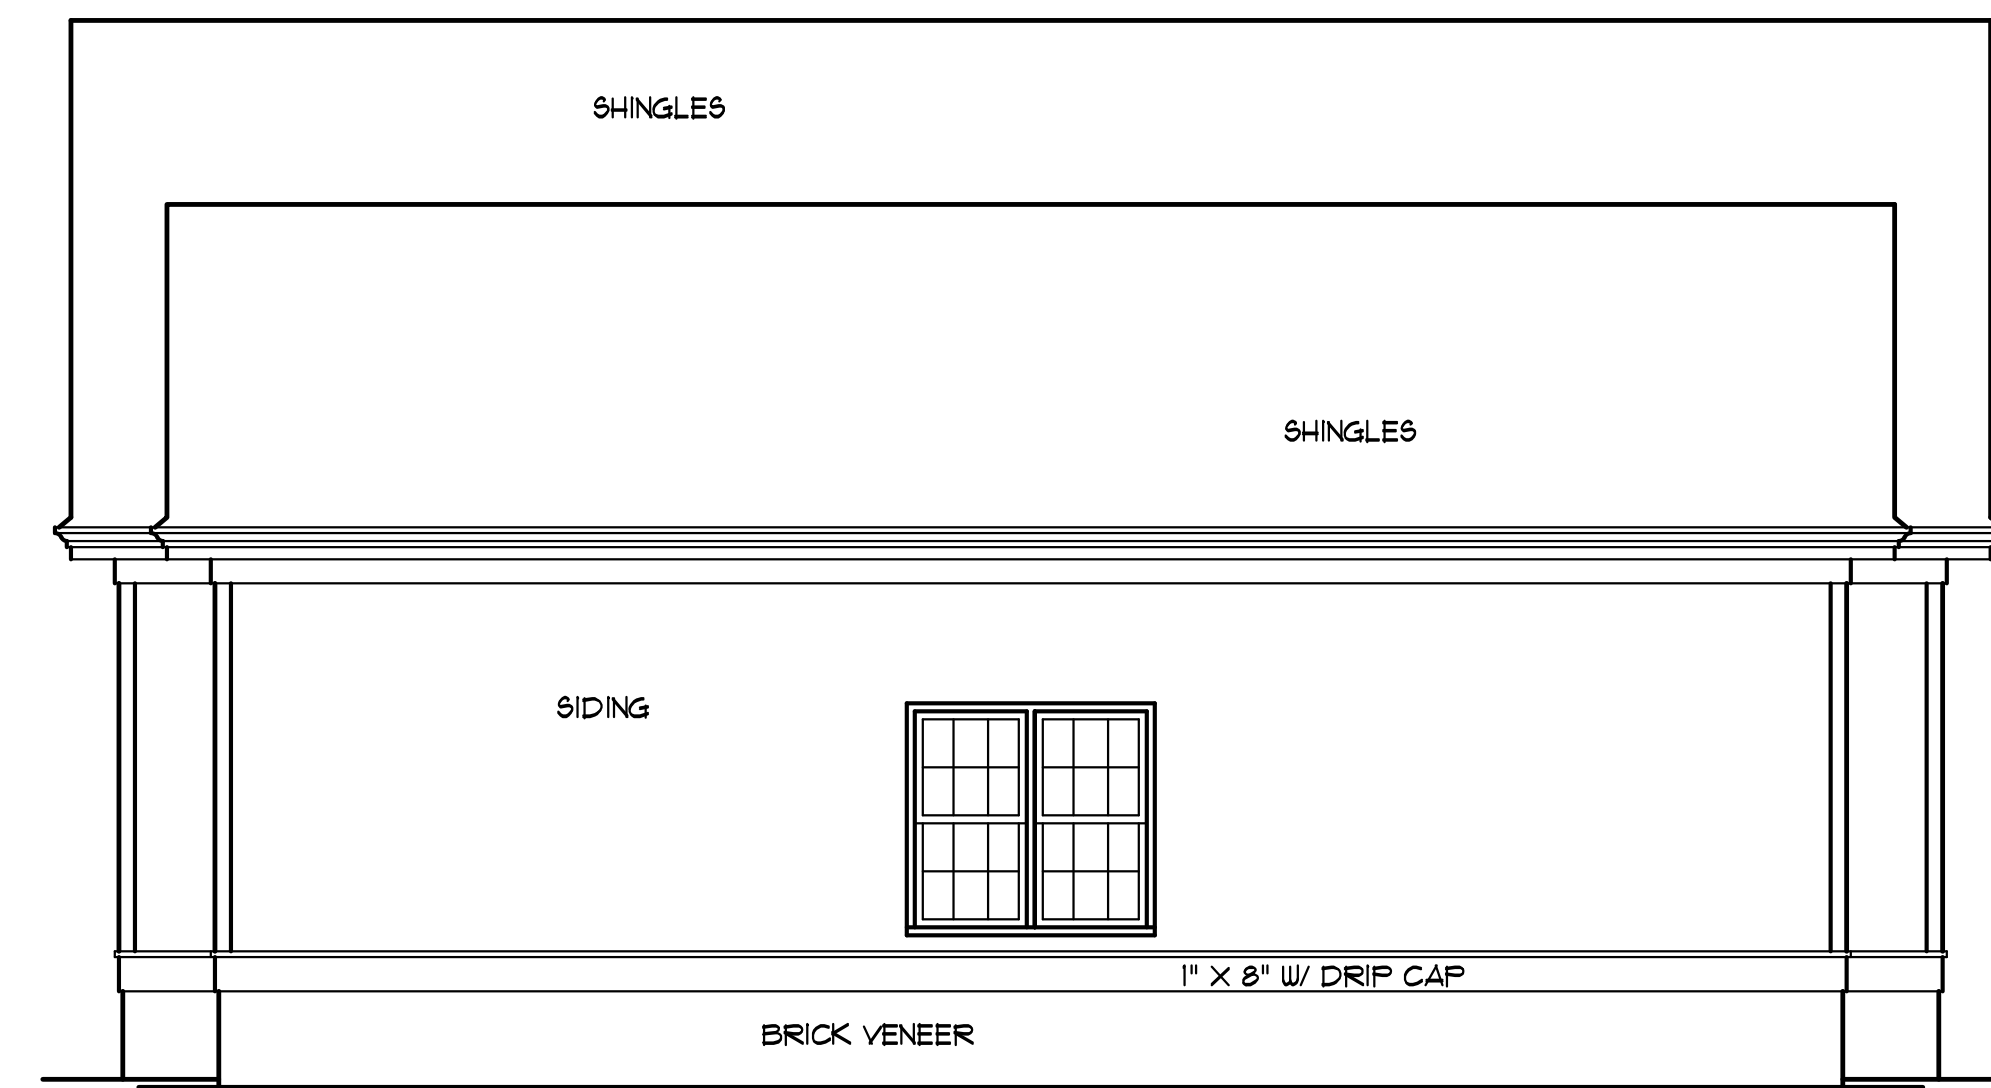 SHINGLES
SHINGLES
SIDING
1" X 8" W/ DRIP CAP
BRICK VENEER